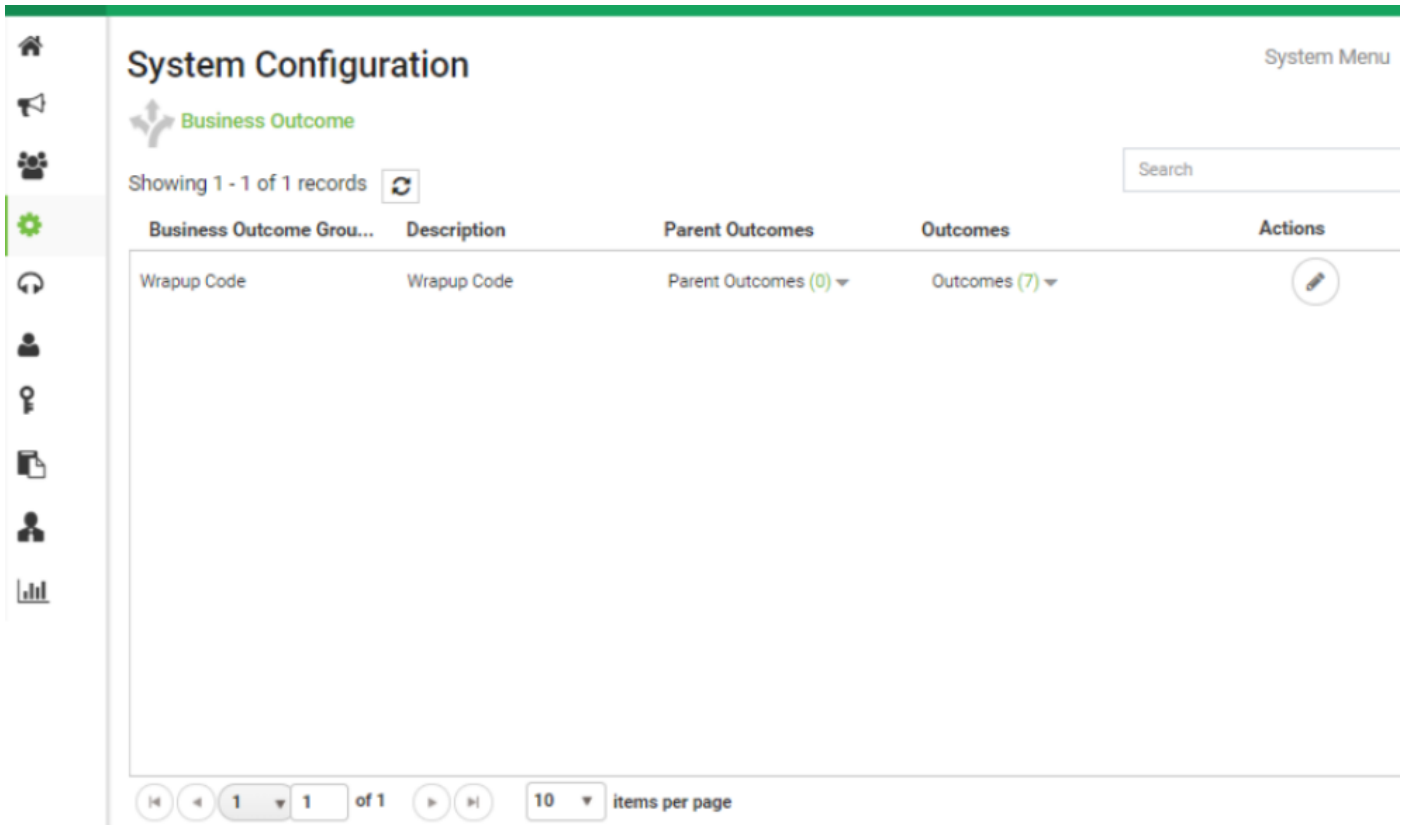 System Configuration
System Menu
Business Outcome
Showing 1 - 1 of 1 records
Search
Business Outcome Grou... Description Parent Outcomes Outcomes Actions
Wrapup Code Wrapup Code Parent Outcomes (0) Outcomes (7)
1 1 of 1 10 items per page